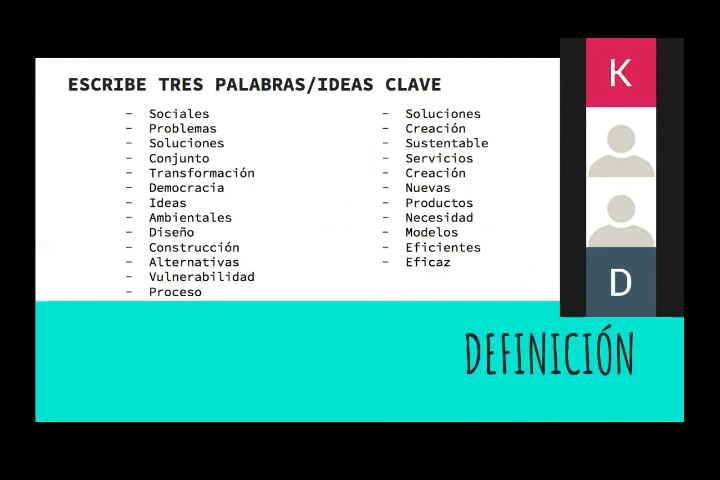 ESCRIBE TRES PALABRAS/IDEAS CLAVE
- Sociales
- Problemas
- Soluciones
- Conjunto
- Transformación
- Democracia
- Ideas
- Ambientales
- Diseño
- Construcción
- Alternativas
- Vulnerabilidad
- Proceso
- Soluciones
- Creación
- Sustentable
- Servicios
- Creación
- Nuevas
- Productos
- Necesidad
- Modelos
- Eficientes
- Eficaz
K
D
DEFINICIÓN